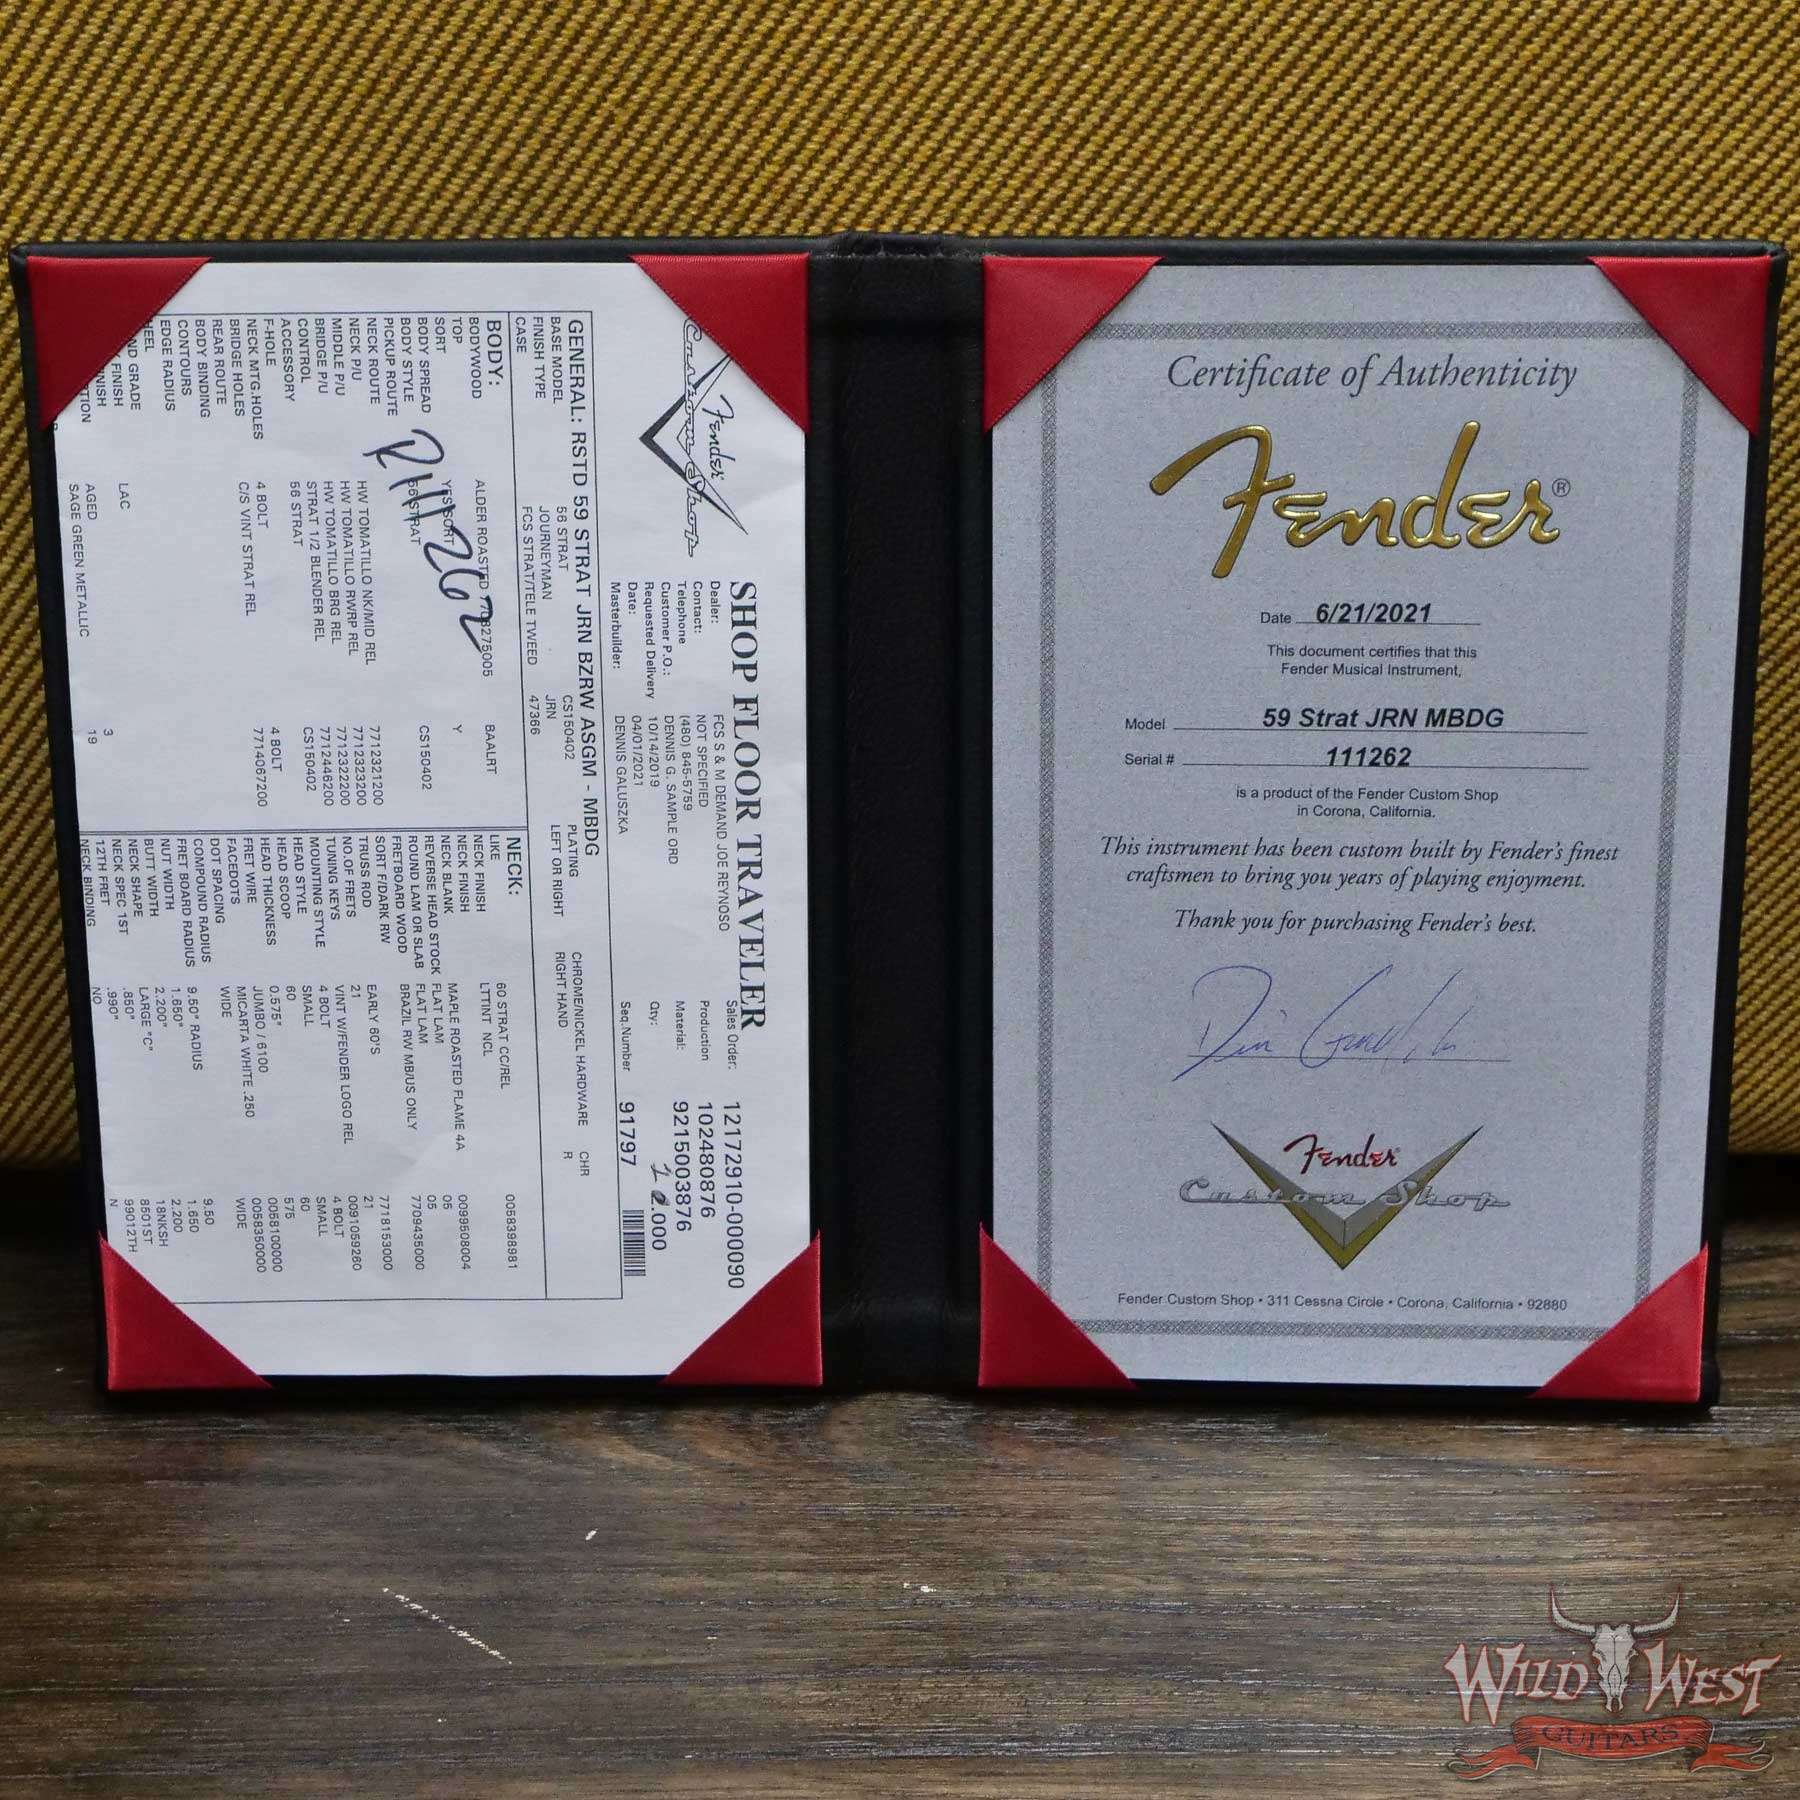 Fender
Custom Shop
SHOP FLOOR TRAVELER
Dealer: FCS S & M DEMAND JOE REYNOSO
Contact: NOT SPECIFIED
Telephone (480) 845-5759
Customer P.O.: DENNIS G. SAMPLE ORD
Requested Delivery 10/14/2019
Date: 04/01/2021
Masterbuilder: DENNIS GALUSZKA
Sales Order: 12172910-000090
Production 102480876
Material: 9215003876
Qty: 1.000
Seq.Number 91797
GENERAL: RSTD 59 STRAT JRN BZRW ASGM - MBDG
BASE MODEL 56 STRAT CS150402 PLATING CHROME/NICKEL HARDWARE CHR
FINISH TYPE JOURNEYMAN JRN LEFT OR RIGHT RIGHT HAND R
CASE FCS STRAT/TELE TWEED 47366
BODY:
BODYWOOD ALDER ROASTED 7708275005 BAALRT
TOP
SORT YES SORT Y
BODY SPREAD
BODY STYLE 56 STRAT CS150402
PICKUP ROUTE
NECK ROUTE
NECK P/U HW TOMATILLO NK/MID REL 7712321200
MIDDLE P/U HW TOMATILLO RWRP REL 7712323200
BRIDGE P/U HW TOMATILLO BRG REL 7712322200
CONTROL STRAT 1/2 BLENDER REL 7712446200
ACCESSORY 56 STRAT CS150402
F-HOLE
NECK MTG.HOLES 4 BOLT 4 BOLT
BRIDGE HOLES C/S VINT STRAT REL 7714067200
REAR ROUTE
BODY BINDING
CONTOURS
EDGE RADIUS
HEEL
ND GRADE
FINISH LAC 3
NISH AGED 19
TION SAGE GREEN METALLIC
R111262
NECK:
LIKE 60 STRAT CC/REL 0058398981
NECK FINISH LTTINT NCL
NECK FINISH
NECK BLANK MAPLE ROASTED FLAME 4A 0099508004
REVERSE HEAD STOCK
ROUND LAM OR SLAB FLAT LAM 05
FRETBOARD WOOD FLAT LAM 05
SORT F/DARK RW BRAZIL RW MB/US ONLY 7709435000
TRUSS ROD EARLY 60'S 7718153000
NO.OF FRETS 21 21
TUNING KEYS VINT W/FENDER LOGO REL 0091059260
MOUNTING STYLE 4 BOLT 4 BOLT
HEAD STYLE SMALL SMALL
HEAD SCOOP 60 60
HEAD THICKNESS 0.575" 575
FRET WIRE JUMBO / 6100 0058100000
FACEDOTS MICARTA WHITE .250 0058350000
DOT SPACING WIDE WIDE
COMPOUND RADIUS
FRET BOARD RADIUS 9.50" RADIUS 9.50
NUT WIDTH 1.650" 1.650
BUTT WIDTH 2.200" 2.200
NECK SHAPE LARGE "C" 18NKSH
NECK SPEC 1ST .850" 8501ST
12TH FRET .990" 99012TH
NECK BINDING NO N
Certificate of Authenticity
Fender®
Date 6/21/2021
This document certifies that this
Fender Musical Instrument,
Model 59 Strat JRN MBDG
Serial # 111262
is a product of the Fender Custom Shop
in Corona, California.
This instrument has been custom built by Fender's finest
craftsmen to bring you years of playing enjoyment.
Thank you for purchasing Fender's best.
Fender
Custom Shop
Fender Custom Shop • 311 Cessna Circle • Corona, California • 92880
WILD WEST
GUITARS